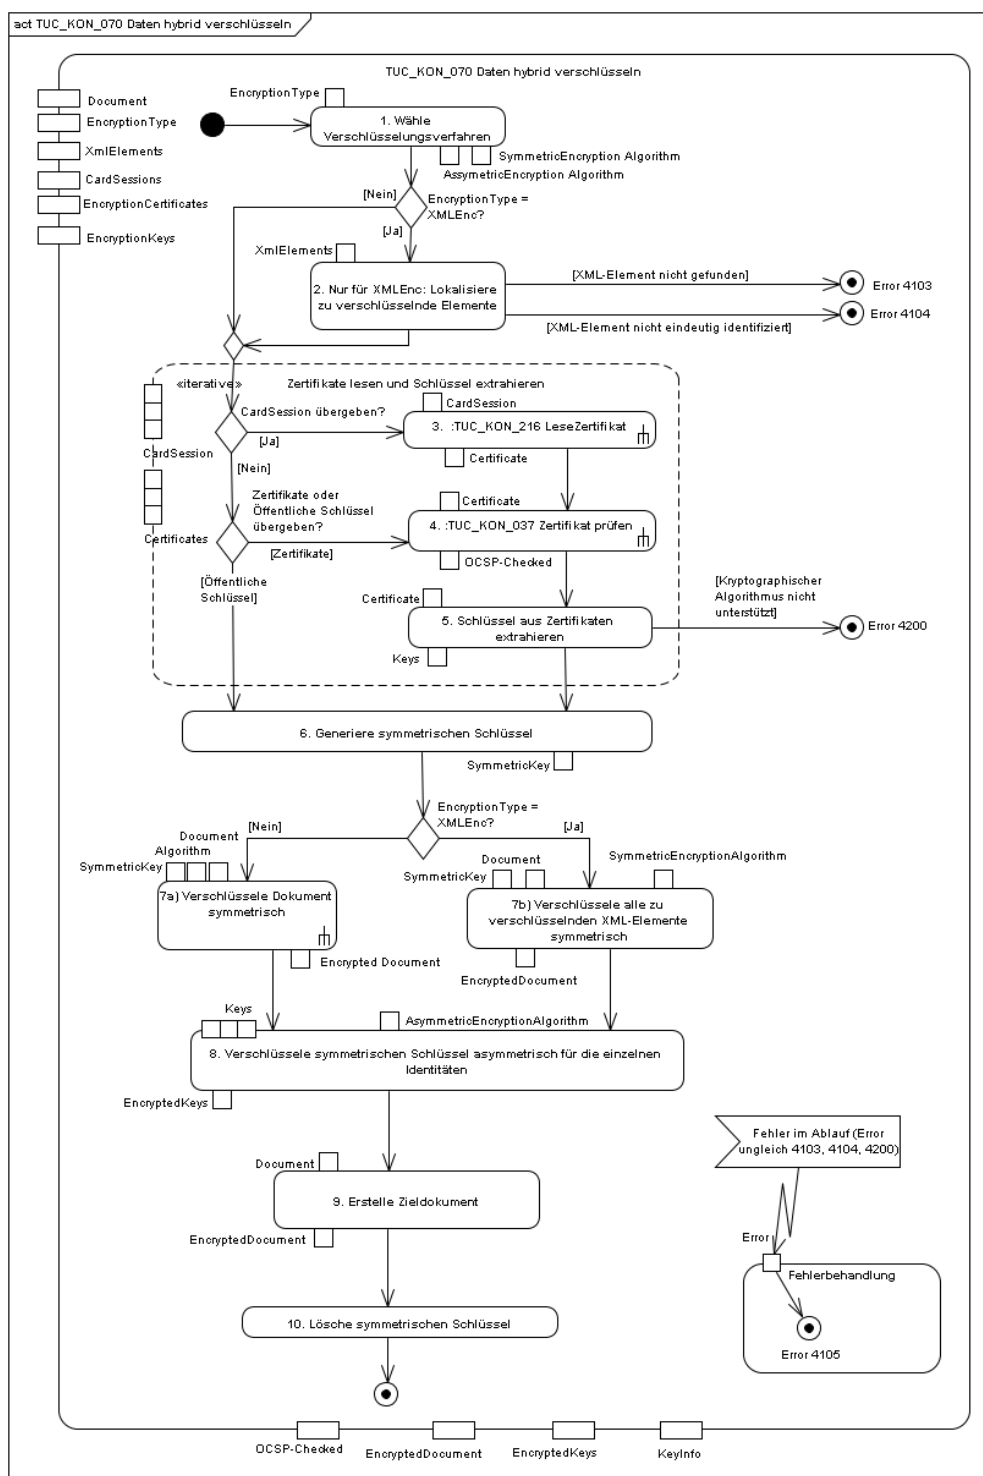 act TUC_KON_070 Daten hybrid verschlüsseln
TUC_KON_070 Daten hybrid verschlüsseln
Document
EncryptionType
XmlElements
CardSessions
EncryptionCertificates
EncryptionKeys
EncryptionType
1. Wähle
Verschlüsselungsverfahren
SymmetricEncryption Algorithm
AssymetricEncryption Algorithm
[Nein]
EncryptionType =
XMLEnc?
[Ja]
XmlElements
2. Nur für XMLEnc: Lokalisiere
zu verschlüsselnde Elemente
[XML-Element nicht gefunden]
Error 4103
Error 4104
[XML-Element nicht eindeutig identifiziert]
«iterative»
Zertifikate lesen und Schlüssel extrahieren
CardSession übergeben?
CardSession
3. :TUC_KON_216 LeseZertifikat
[Ja]
CardSession
Certificate
[Nein]
Zertifikate oder
Öffentliche Schlüssel
übergeben?
Certificate
4. :TUC_KON_037 Zertifikat prüfen
Certificates
[Zertifikate]
OCSP-Checked
[Öffentliche
Schlüssel]
Certificate
5. Schlüssel aus Zertifikaten
extrahieren
Keys
[Kryptographischer
Algorithmus nicht
unterstützt]
Error 4200
6. Generiere symmetrischen Schlüssel
SymmetricKey
EncryptionType =
XMLEnc?
[Nein]
[Ja]
Document
Algorithm
SymmetricKey
7a) Verschlüssele Dokument
symmetrisch
Encrypted Document
Document
SymmetricKey
SymmetricEncryptionAlgorithm
7b) Verschlüssele alle zu
verschlüsselnden XML-Elemente
symmetrisch
EncryptedDocument
Keys
AsymmetricEncryptionAlgorithm
8. Verschlüssele symmetrischen Schlüssel asymmetrisch für die einzelnen
Identitäten
EncryptedKeys
Document
9. Erstelle Zieldokument
EncryptedDocument
10. Lösche symmetrischen Schlüssel
Fehler im Ablauf (Error
ungleich 4103, 4104, 4200)
Error
Fehlerbehandlung
Error 4105
OCSP-Checked
EncryptedDocument
EncryptedKeys
KeyInfo